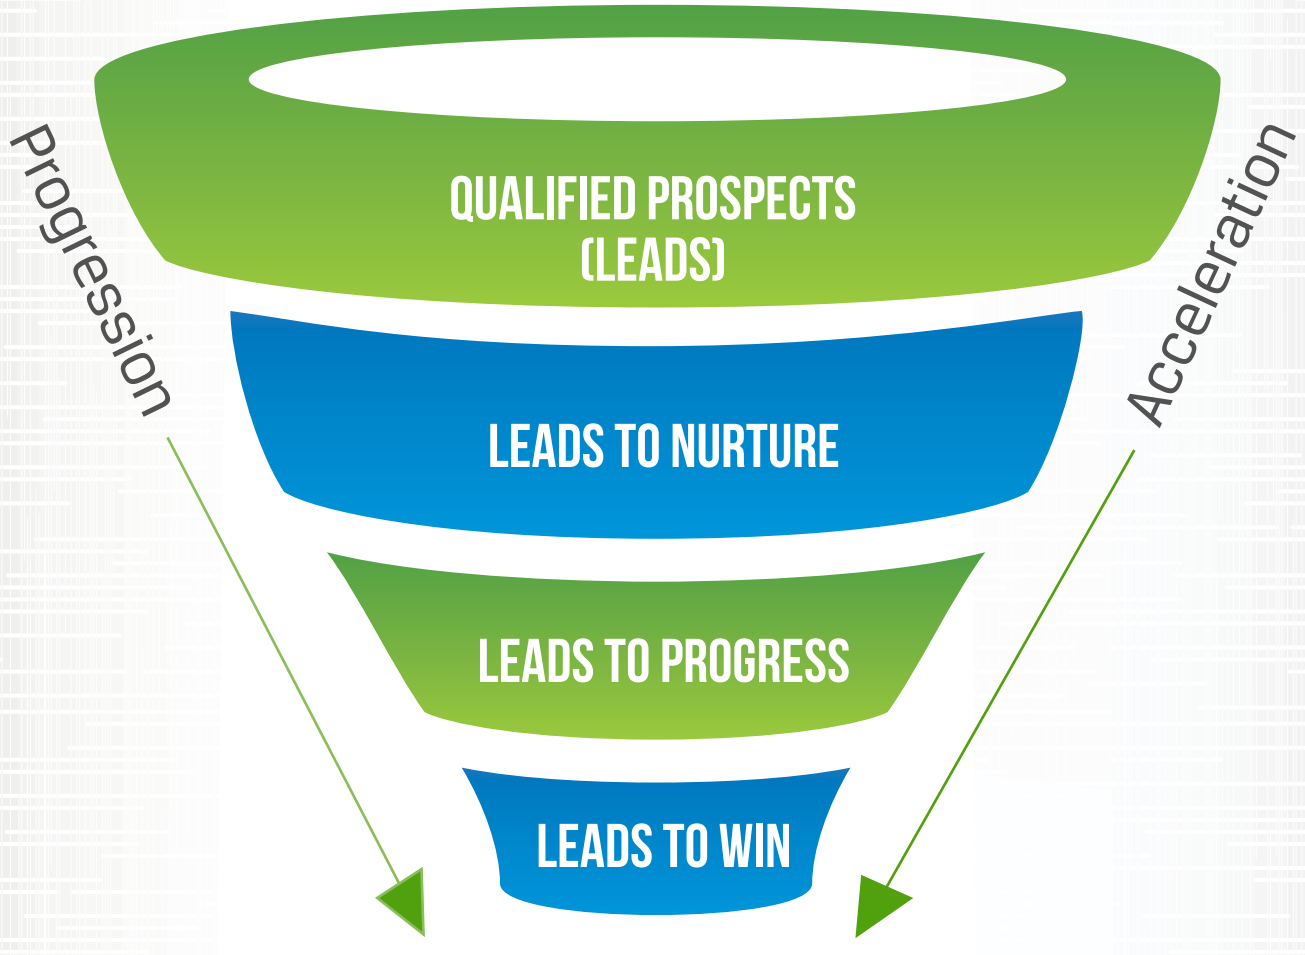 QUALIFIED PROSPECTS
(LEADS)
Progression
Acceleration
LEADS TO NURTURE
LEADS TO PROGRESS
LEADS TO WIN